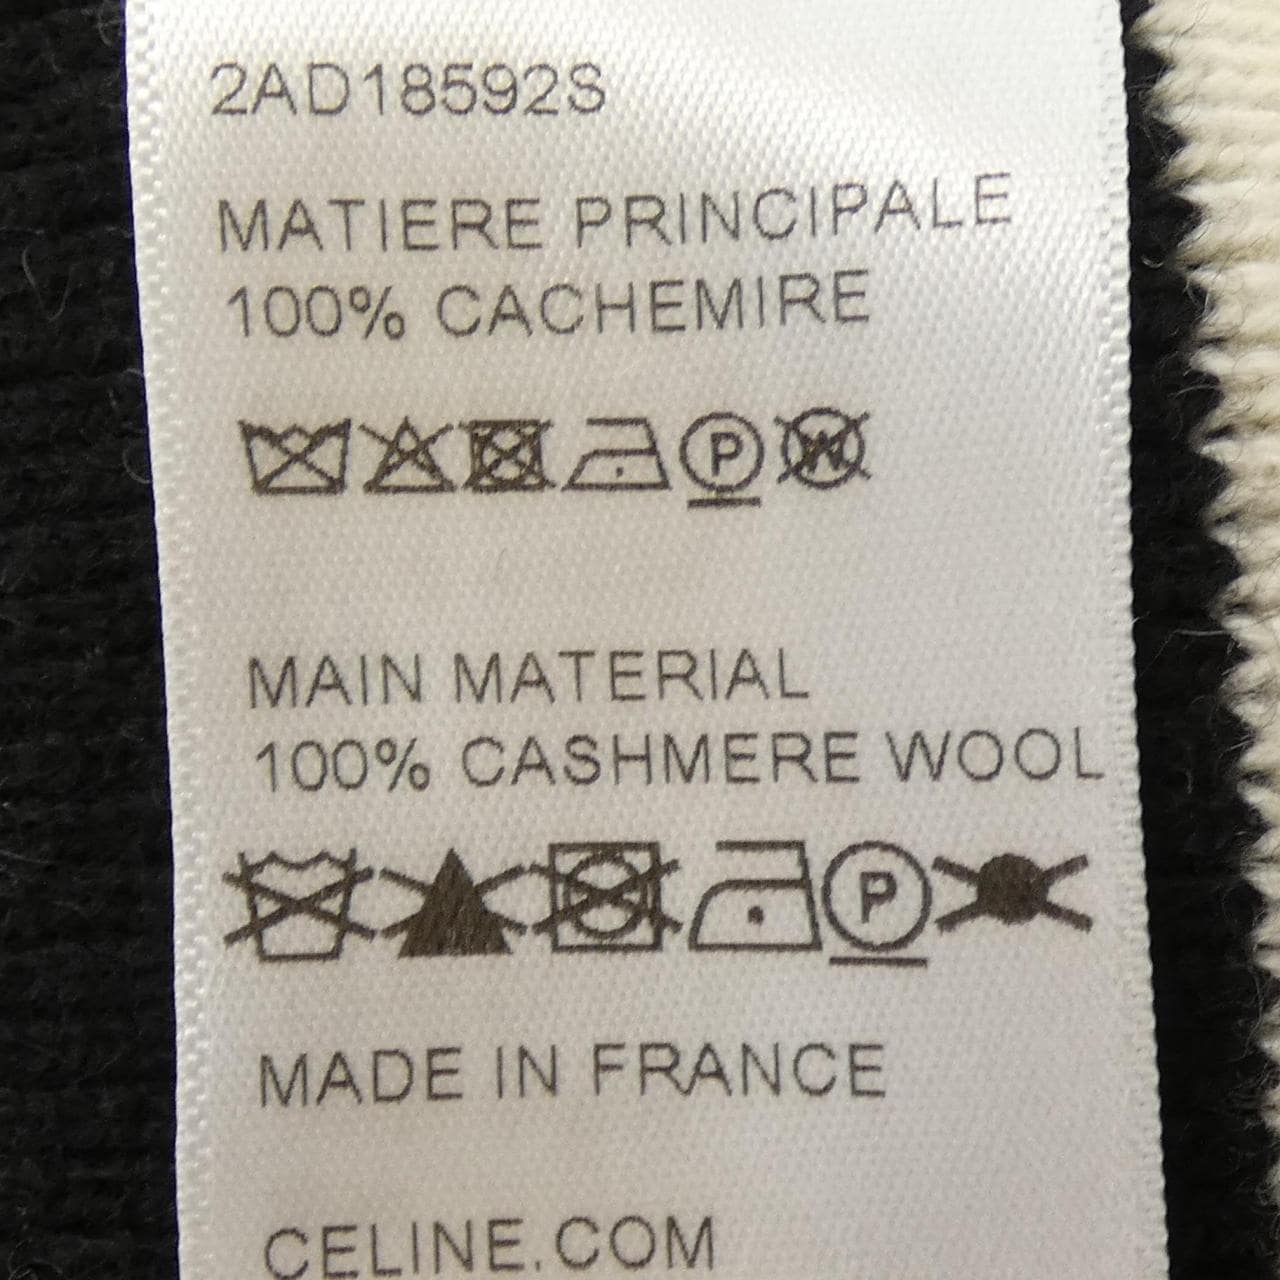 2AD18592S
MATIERE PRINCIPALE
100% CACHEMIRE
P W
MAIN MATERIAL
100% CASHMERE WOOL
P
MADE IN FRANCE
CELINE.COM